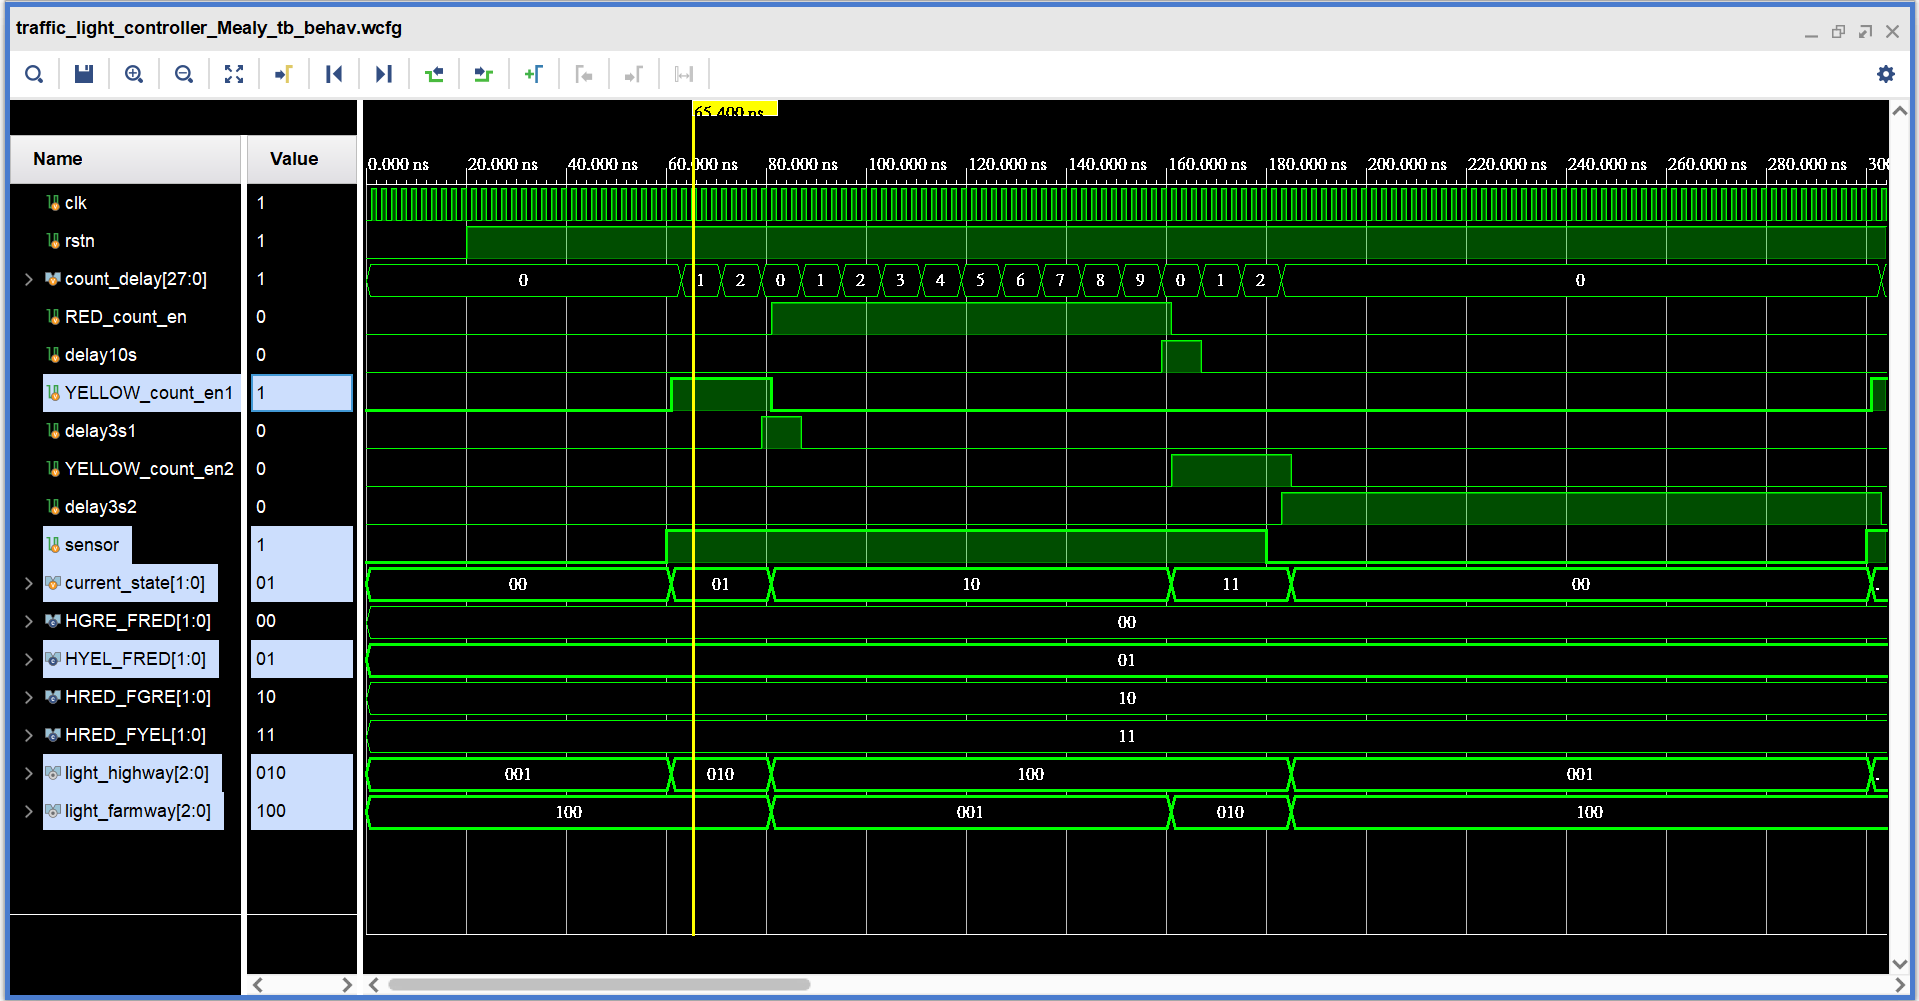 traffic_light_controller_Mealy_tb_behav.wcfg
65.400 ns
Name Value 0.000 ns 20.000 ns 40.000 ns 60.000 ns 80.000 ns 100.000 ns 120.000 ns 140.000 ns 160.000 ns 180.000 ns 200.000 ns 220.000 ns 240.000 ns 260.000 ns 280.000 ns 300
clk 1
rstn 1
count_delay[27:0] 1 0 1 2 0 1 2 3 4 5 6 7 8 9 0 1 2 0
RED_count_en 0
delay10s 0
YELLOW_count_en1 1
delay3s1 0
YELLOW_count_en2 0
delay3s2 0
sensor 1
current_state[1:0] 01 00 01 10 11 00 .
HGRE_FRED[1:0] 00 00
HYEL_FRED[1:0] 01 01
HRED_FGRE[1:0] 10 10
HRED_FYEL[1:0] 11 11
light_highway[2:0] 010 001 010 100 001 .
light_farmway[2:0] 100 100 001 010 100